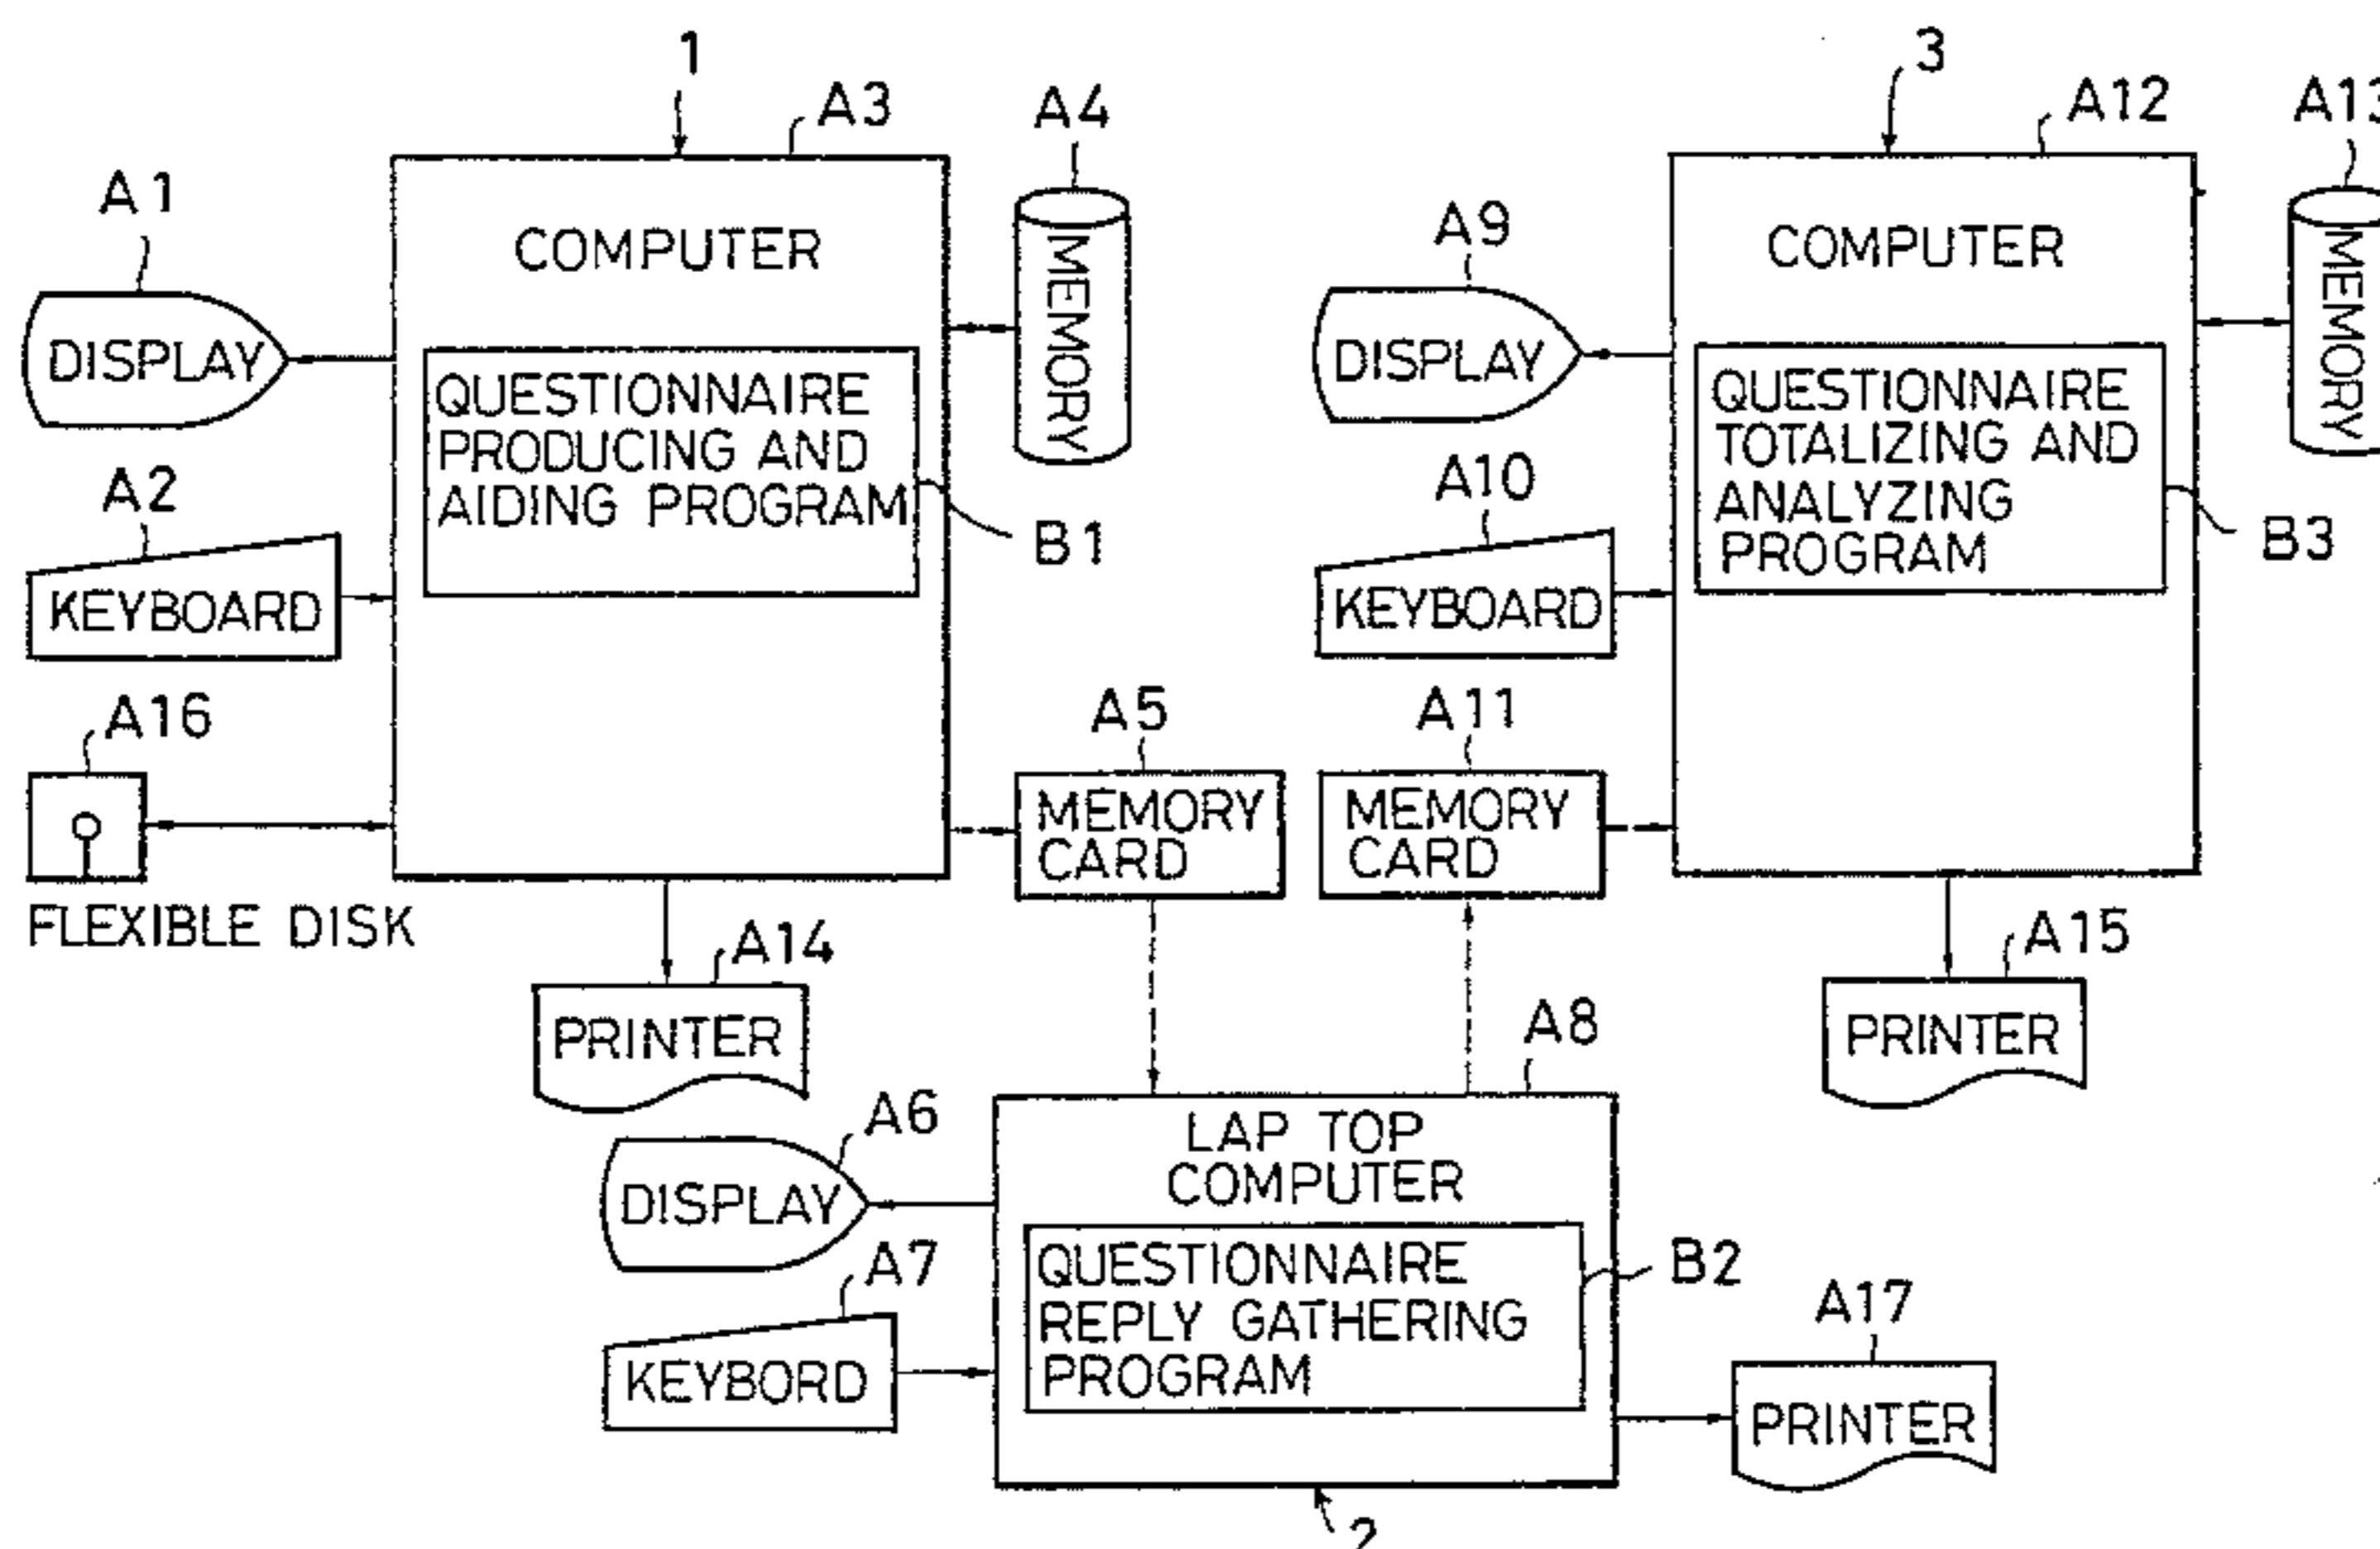 1
A3
A4
A1
COMPUTER
MEMORY
DISPLAY
QUESTIONNAIRE
PRODUCING AND
AIDING PROGRAM
B1
A2
KEYBOARD
A16
FLEXIBLE DISK
A5
MEMORY
CARD
A14
PRINTER
3
A12
A13
A9
COMPUTER
MEMORY
DISPLAY
QUESTIONNAIRE
TOTALIZING AND
ANALYZING
PROGRAM
B3
A10
KEYBOARD
A11
MEMORY
CARD
A15
PRINTER
A8
LAP TOP
COMPUTER
A6
DISPLAY
QUESTIONNAIRE
REPLY GATHERING
PROGRAM
B2
A7
KEYBORD
A17
PRINTER
2